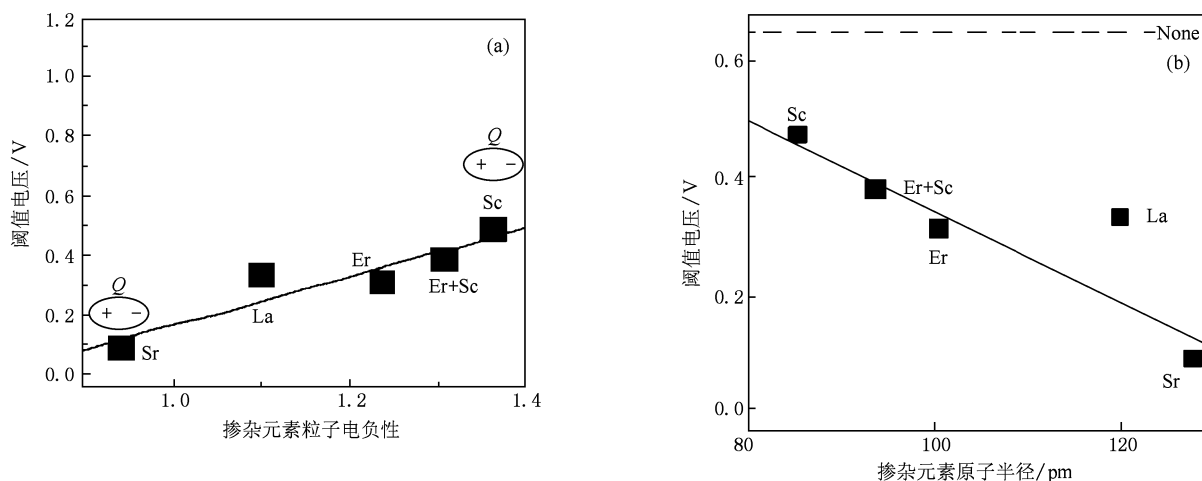 1.2
(a)
1.0
0.8
Q
+ −
0.6
Sc
0.4
Er
Er+Sc
La
Q
+ −
0.2
Sr
0.0
1.0
1.2
1.4
阈值电压/V
掺杂元素粒子电负性
None
(b)
0.6
Sc
0.4
Er+Sc
La
Er
0.2
Sr
0.0
80
100
120
阈值电压/V
掺杂元素原子半径/pm